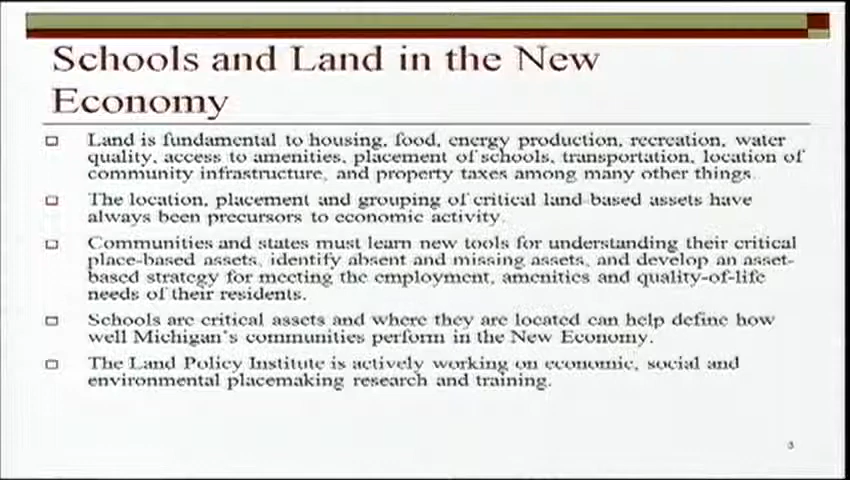 Schools and Land in the New
Economy
Land is fundamental to housing, food, energy production, recreation, water
quality, access to amenities, placement of schools, transportation, location of
community infrastructure, and property taxes among many other things.
The location, placement and grouping of critical land-based assets have
always been precursors to economic activity.
Communities and states must learn new tools for understanding their critical
place-based assets, identify absent and missing assets, and develop an asset-
based strategy for meeting the employment, amenities and quality-of-life
needs of their residents.
Schools are critical assets and where they are located can help define how
well Michigan's communities perform in the New Economy.
The Land Policy Institute is actively working on economic, social and
environmental placemaking research and training.
3